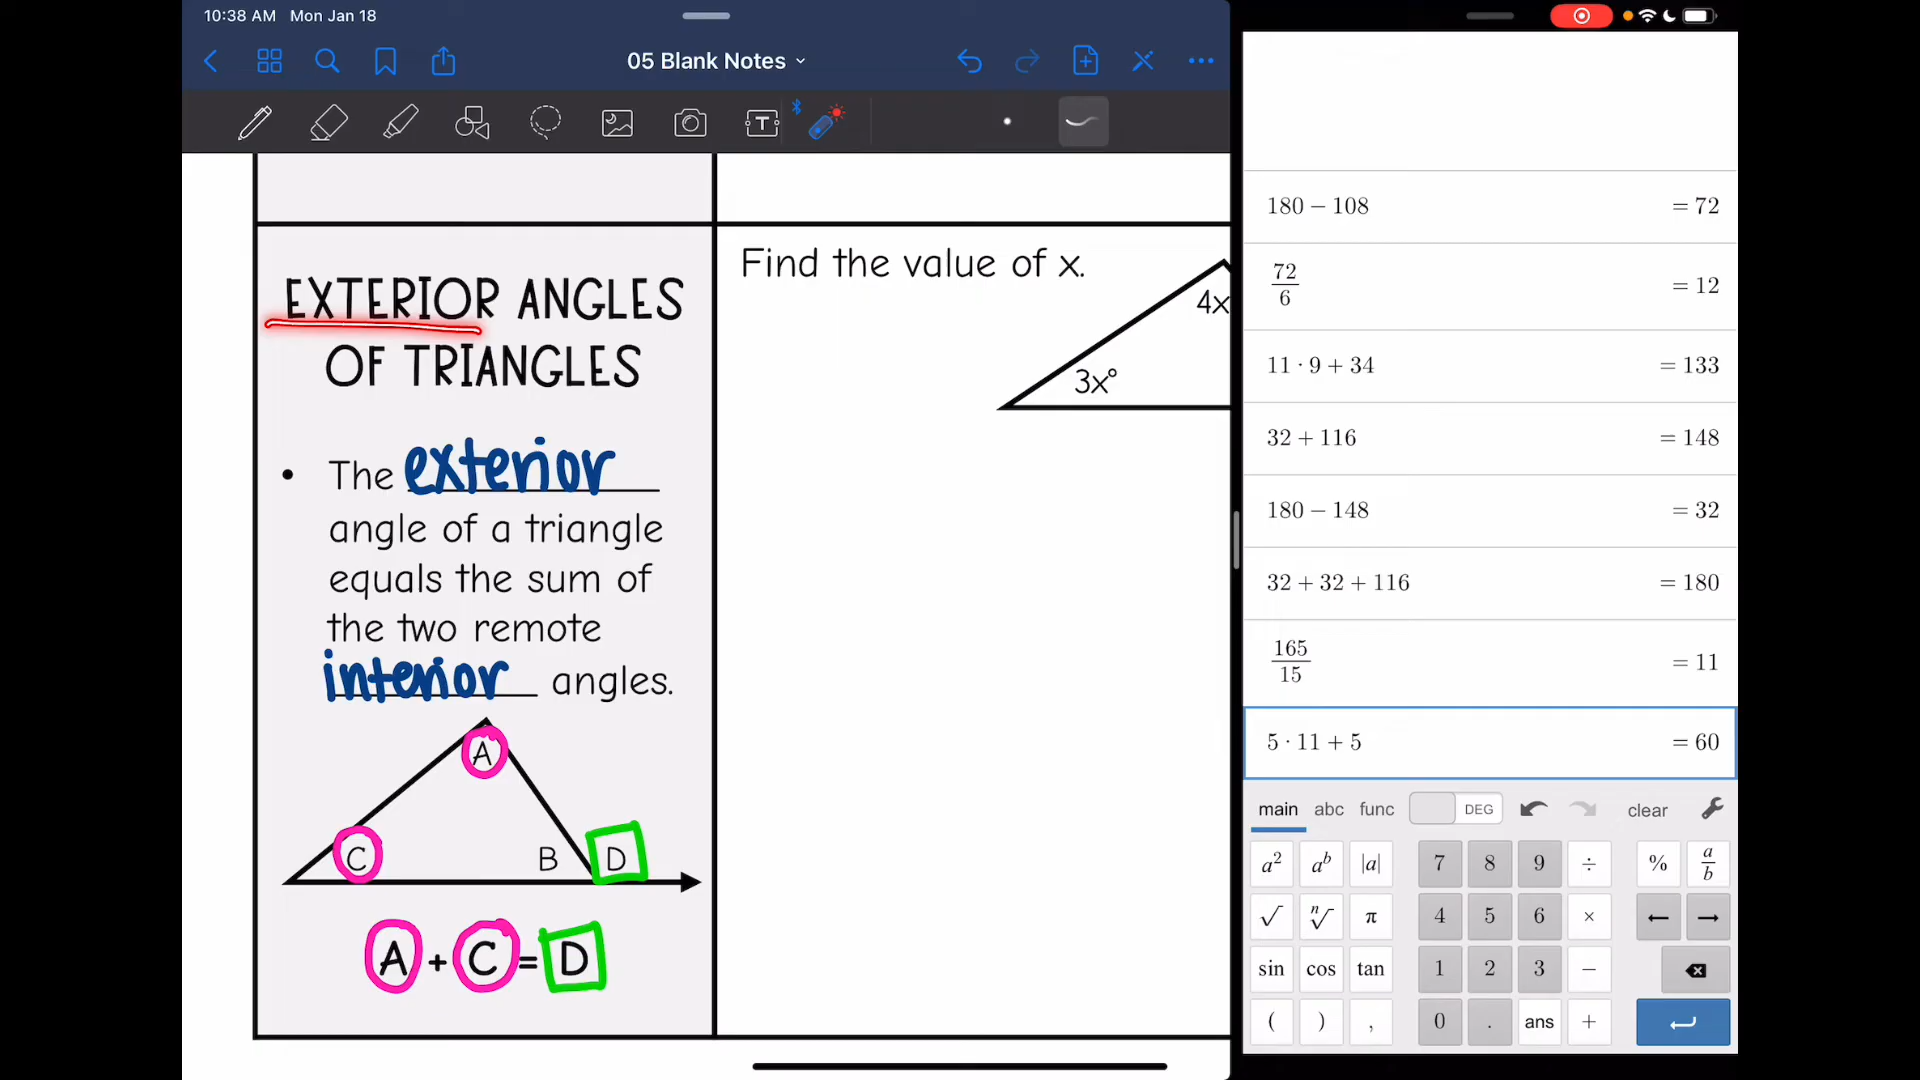 10:38 AM Mon Jan 18
05 Blank Notes
EXTERIOR ANGLES
OF TRIANGLES
• The exterior
angle of a triangle
equals the sum of
the two remote
interior angles.
A
C
B
D
A + C = D
Find the value of x.
4x
3x°
180 − 108 = 72
72/6 = 12
11 · 9 + 34 = 133
32 + 116 = 148
180 − 148 = 32
32 + 32 + 116 = 180
165/15 = 11
5 · 11 + 5 = 60
main abc func DEG clear
a² aᵇ |a| 7 8 9 ÷ % a/b
√ ⁿ√ π 4 5 6 × ← →
sin cos tan 1 2 3 −
( ) , 0 . ans +